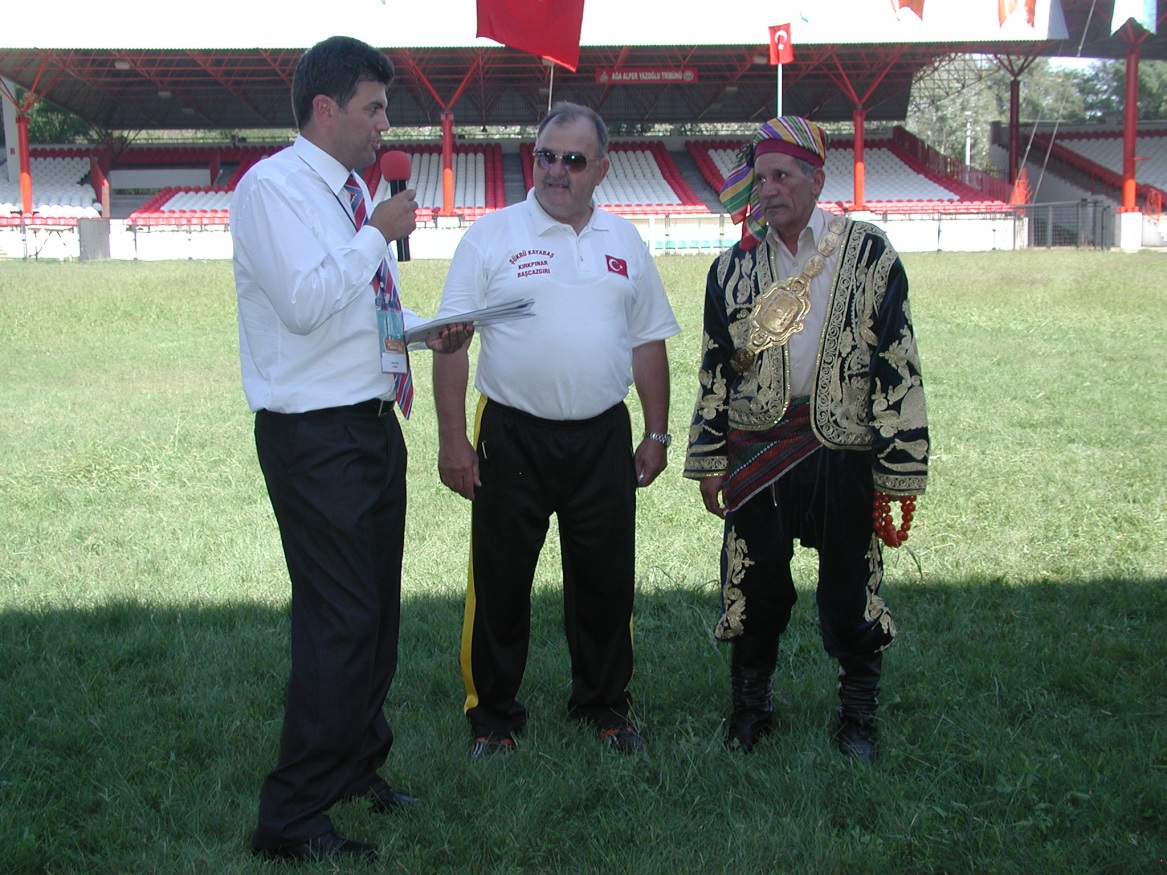 AĞA ALPER YAZOĞLU TRİBÜNÜ
ŞÜKRÜ KAYABAŞ
KIRKPINAR
BAŞCAZGIRI